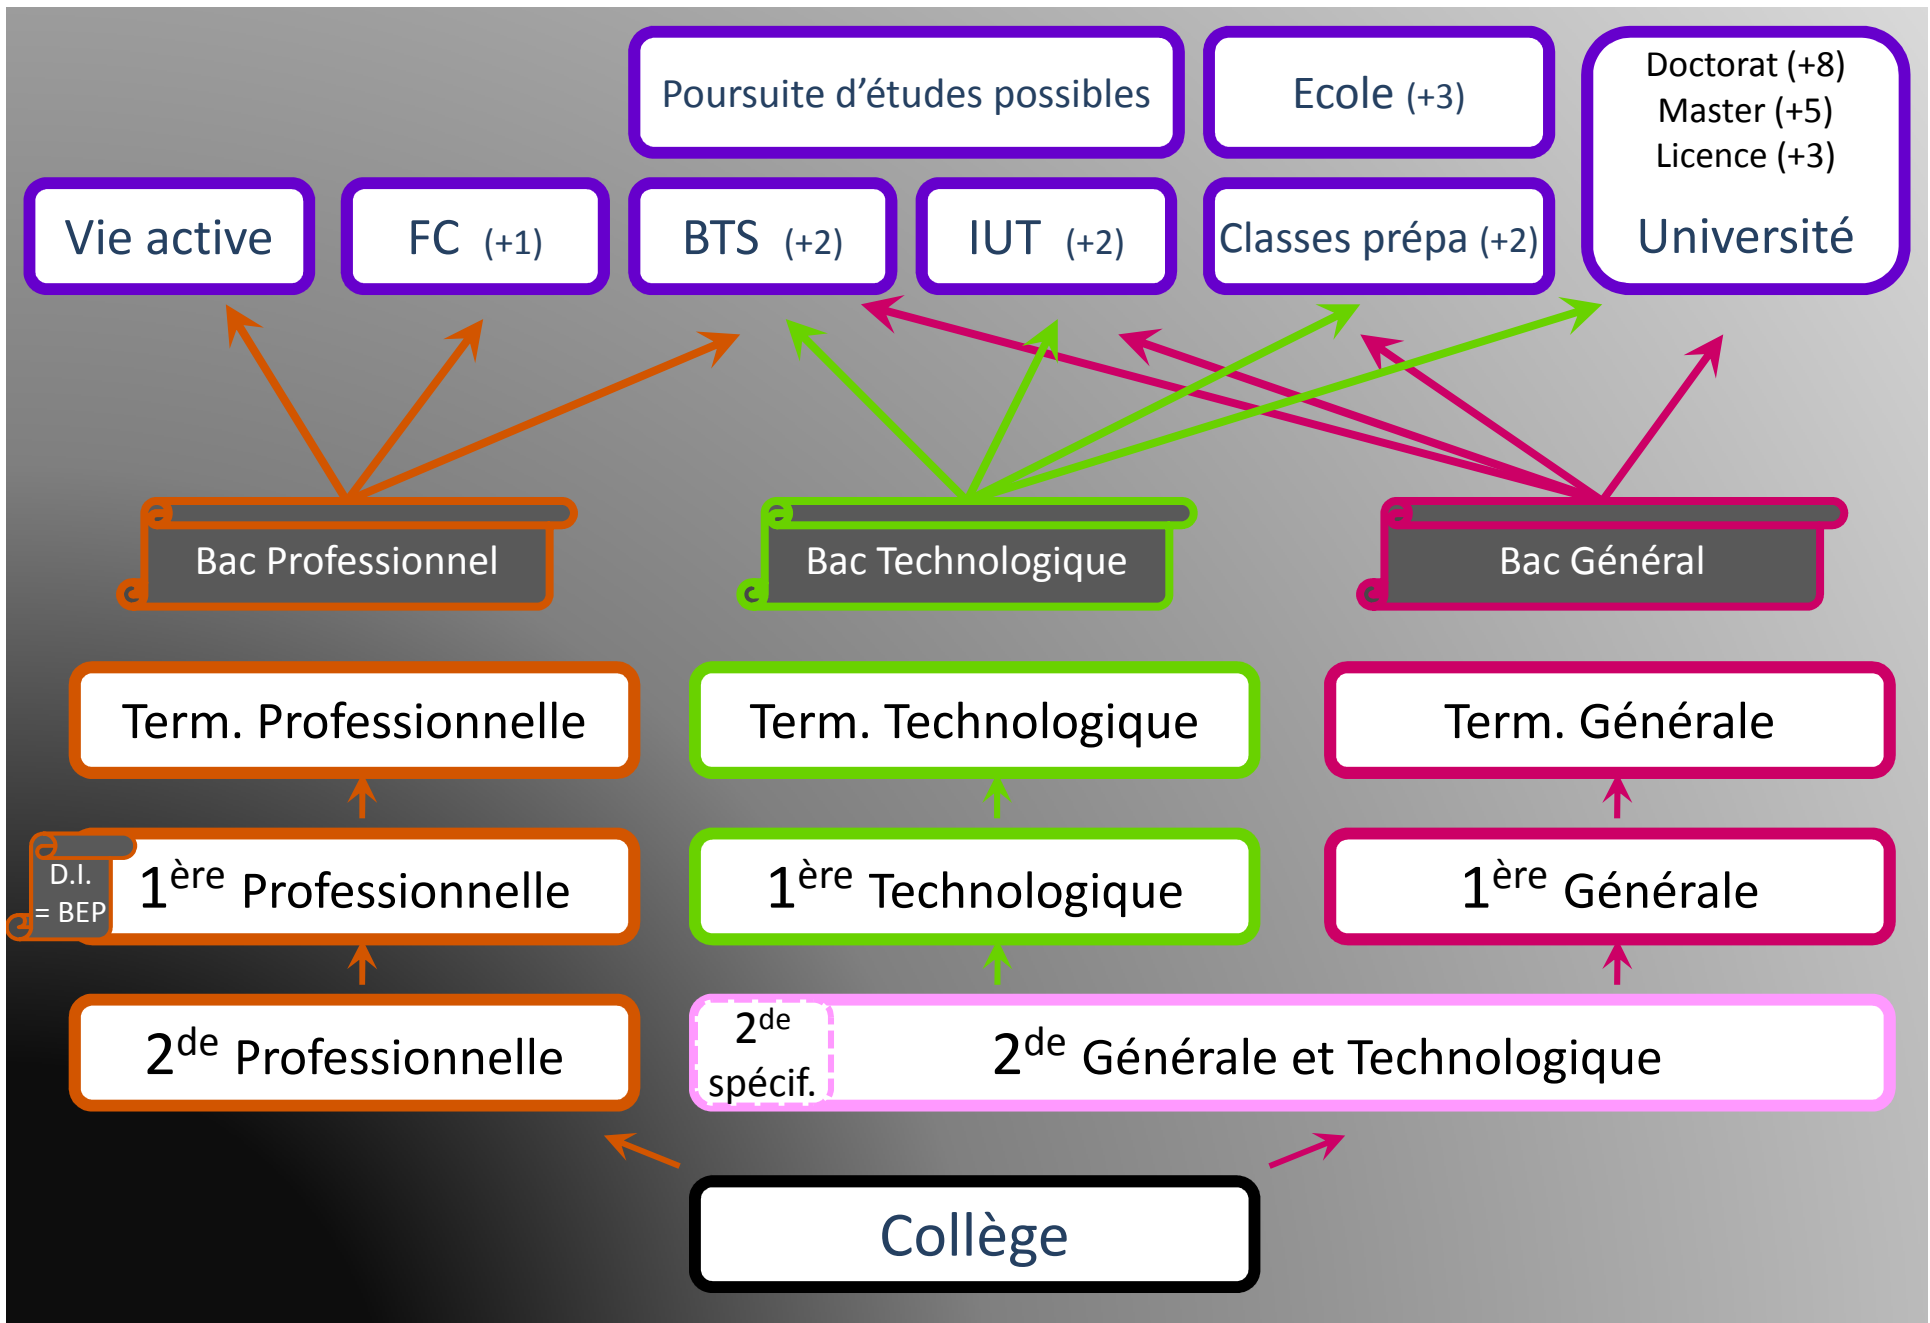 Poursuite d’études possibles
Ecole (+3)
Doctorat (+8)
Master (+5)
Licence (+3)
Université
Vie active
FC (+1)
BTS (+2)
IUT (+2)
Classes prépa (+2)
Bac Professionnel
Bac Technologique
Bac Général
Term. Professionnelle
Term. Technologique
Term. Générale
D.I.
= BEP
1ère Professionnelle
1ère Technologique
1ère Générale
2de Professionnelle
2de
spécif.
2de Générale et Technologique
Collège